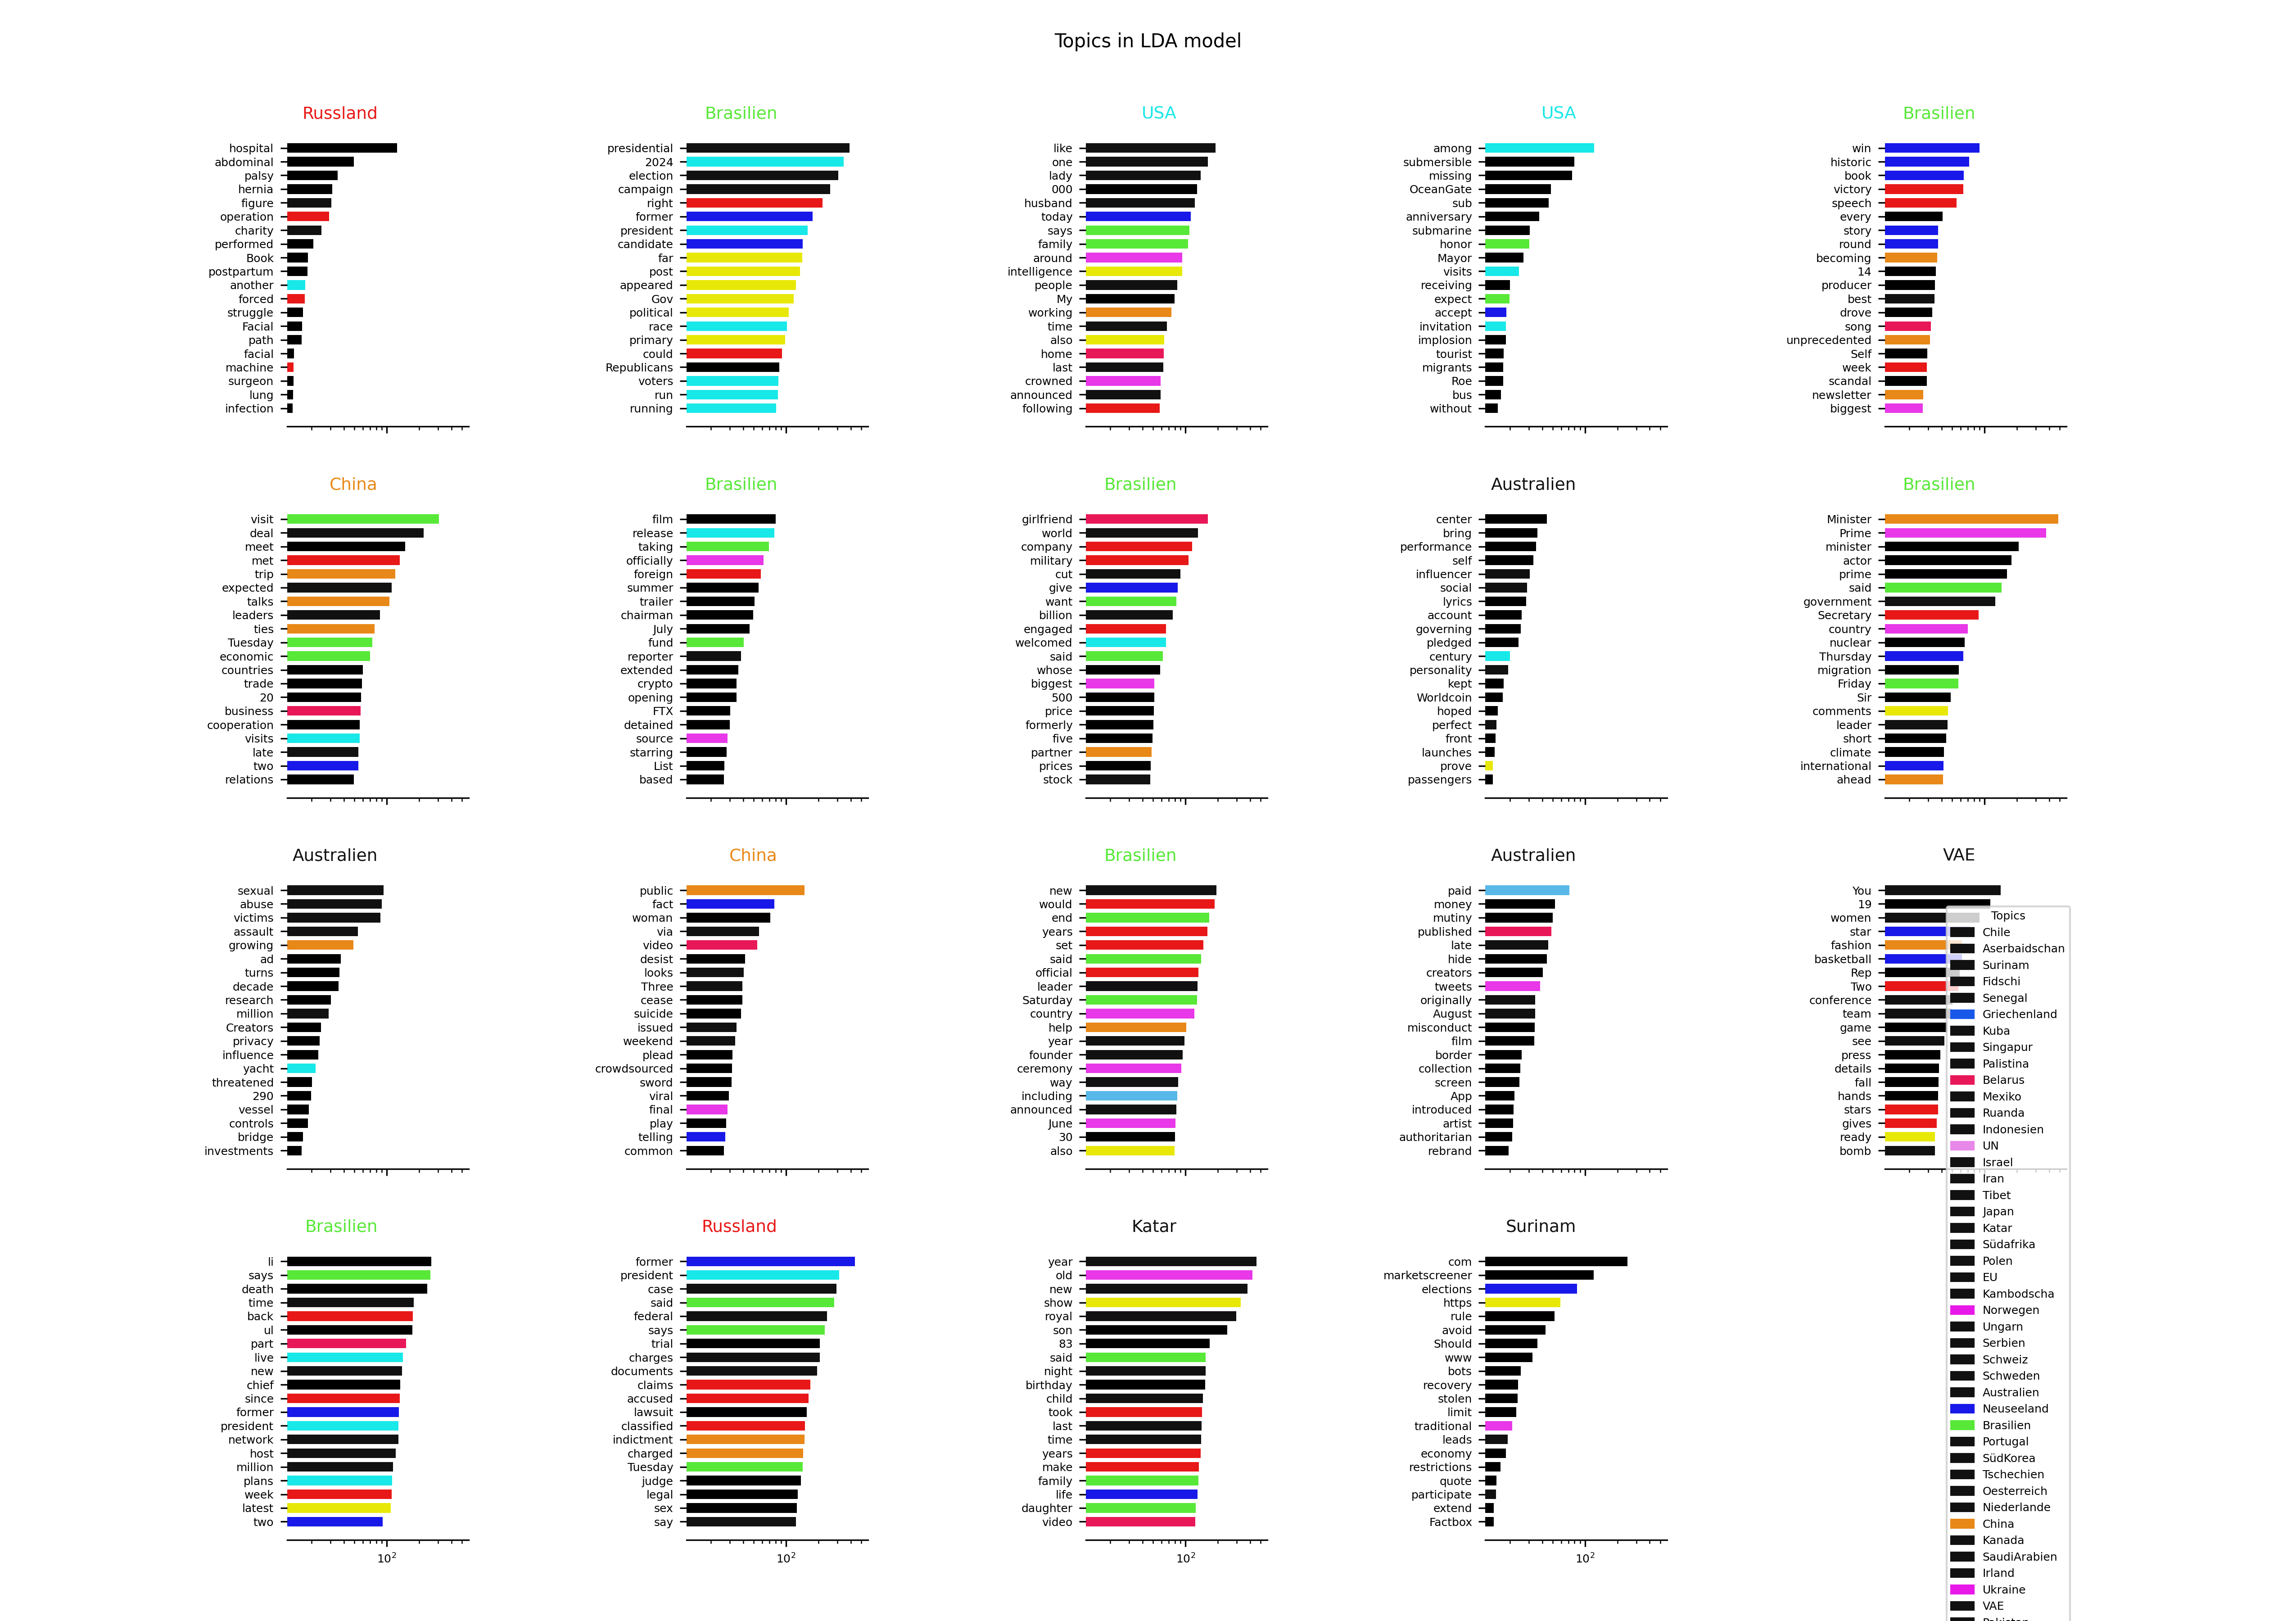 Topics in LDA model
Russland
hospital
abdominal
palsy
hernia
figure
operation
charity
performed
Book
postpartum
another
forced
struggle
Facial
path
facial
machine
surgeon
lung
infection
Brasilien
presidential
2024
election
campaign
right
former
president
candidate
far
post
appeared
Gov
political
race
primary
could
Republicans
voters
run
running
USA
like
one
lady
000
husband
today
says
family
around
intelligence
people
My
working
time
also
home
last
crowned
announced
following
USA
among
submersible
missing
OceanGate
sub
anniversary
submarine
honor
Mayor
visits
receiving
expect
accept
invitation
implosion
tourist
migrants
Roe
bus
without
Brasilien
win
historic
book
victory
speech
every
story
round
becoming
14
producer
best
drove
song
unprecedented
Self
week
scandal
newsletter
biggest
China
visit
deal
meet
met
trip
expected
talks
leaders
ties
Tuesday
economic
countries
trade
20
business
cooperation
visits
late
two
relations
Brasilien
film
release
taking
officially
foreign
summer
trailer
chairman
July
fund
reporter
extended
crypto
opening
FTX
detained
source
starring
List
based
Brasilien
girlfriend
world
company
military
cut
give
want
billion
engaged
welcomed
said
whose
biggest
500
price
formerly
five
partner
prices
stock
Australien
center
bring
performance
self
influencer
social
lyrics
account
governing
pledged
century
personality
kept
Worldcoin
hoped
perfect
front
launches
prove
passengers
Brasilien
Minister
Prime
minister
actor
prime
said
government
Secretary
country
nuclear
Thursday
migration
Friday
Sir
comments
leader
short
climate
international
ahead
Australien
sexual
abuse
victims
assault
growing
ad
turns
decade
research
million
Creators
privacy
influence
yacht
threatened
290
vessel
controls
bridge
investments
China
public
fact
woman
via
video
desist
looks
Three
cease
suicide
issued
weekend
plead
crowdsourced
sword
viral
final
play
telling
common
Brasilien
new
would
end
years
set
said
official
leader
Saturday
country
help
year
founder
ceremony
way
including
announced
June
30
also
Australien
paid
money
mutiny
published
late
hide
creators
tweets
originally
August
misconduct
film
border
collection
screen
App
introduced
artist
authoritarian
rebrand
VAE
You
19
women
star
fashion
basketball
Rep
Two
conference
team
game
see
press
details
fall
hands
stars
gives
ready
bomb
Brasilien
li
says
death
time
back
ul
part
live
new
chief
since
former
president
network
host
million
plans
week
latest
two
10²
Russland
former
president
case
said
federal
says
trial
charges
documents
claims
accused
lawsuit
classified
indictment
charged
Tuesday
judge
legal
sex
say
10²
Katar
year
old
new
show
royal
son
83
said
night
birthday
child
took
last
time
years
make
family
life
daughter
video
10²
Surinam
com
marketscreener
elections
https
rule
avoid
Should
www
bots
recovery
stolen
limit
traditional
leads
economy
restrictions
quote
participate
extend
Factbox
10²
Topics
Chile
Aserbaidschan
Surinam
Fidschi
Senegal
Griechenland
Kuba
Singapur
Palistina
Belarus
Mexiko
Ruanda
Indonesien
UN
Israel
Iran
Tibet
Japan
Katar
Südafrika
Polen
EU
Kambodscha
Norwegen
Ungarn
Serbien
Schweiz
Schweden
Australien
Neuseeland
Brasilien
Portugal
SüdKorea
Tschechien
Oesterreich
Niederlande
China
Kanada
SaudiArabien
Irland
Ukraine
VAE